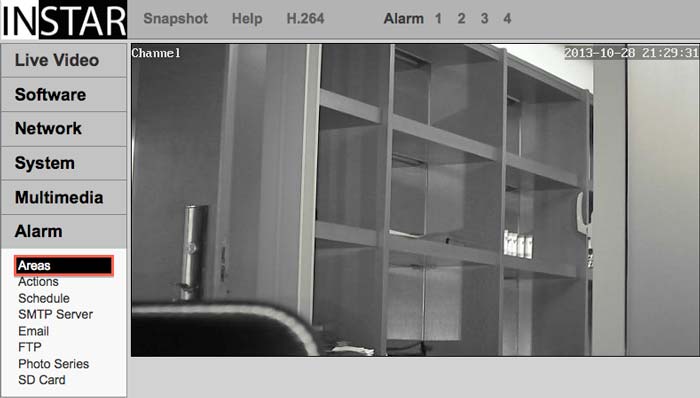 INSTAR Snapshot Help H.264 Alarm 1 2 3 4
Live Video
Channel 2013-10-28 21:29:31
Software
Network
System
Multimedia
Alarm
Areas
Actions
Schedule
SMTP Server
Email
FTP
Photo Series
SD Card